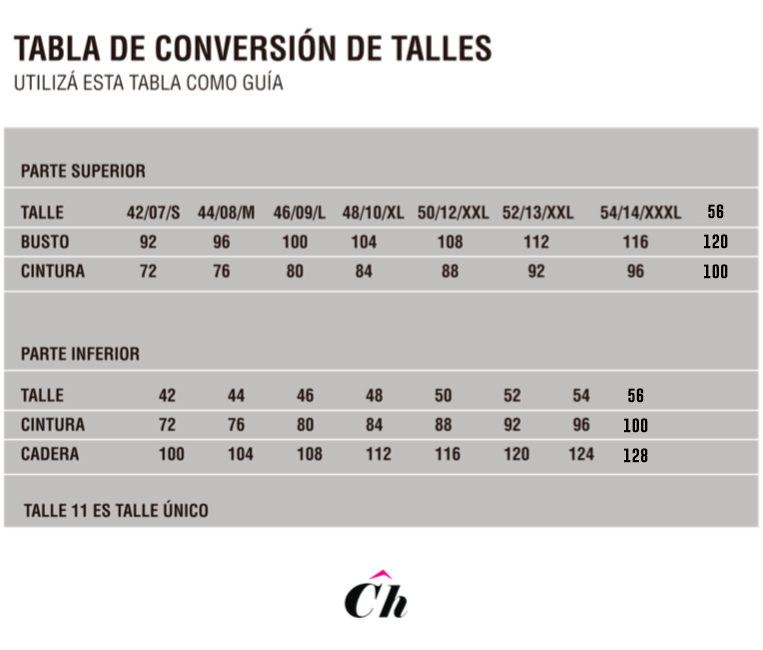 TABLA DE CONVERSIÓN DE TALLES
UTILIZÁ ESTA TABLA COMO GUÍA
PARTE SUPERIOR
TALLE 42/07/S 44/08/M 46/09/L 48/10/XL 50/12/XXL 52/13/XXL 54/14/XXXL 56
BUSTO 92 96 100 104 108 112 116 120
CINTURA 72 76 80 84 88 92 96 100
PARTE INFERIOR
TALLE 42 44 46 48 50 52 54 56
CINTURA 72 76 80 84 88 92 96 100
CADERA 100 104 108 112 116 120 124 128
TALLE 11 ES TALLE ÚNICO
Ĉh